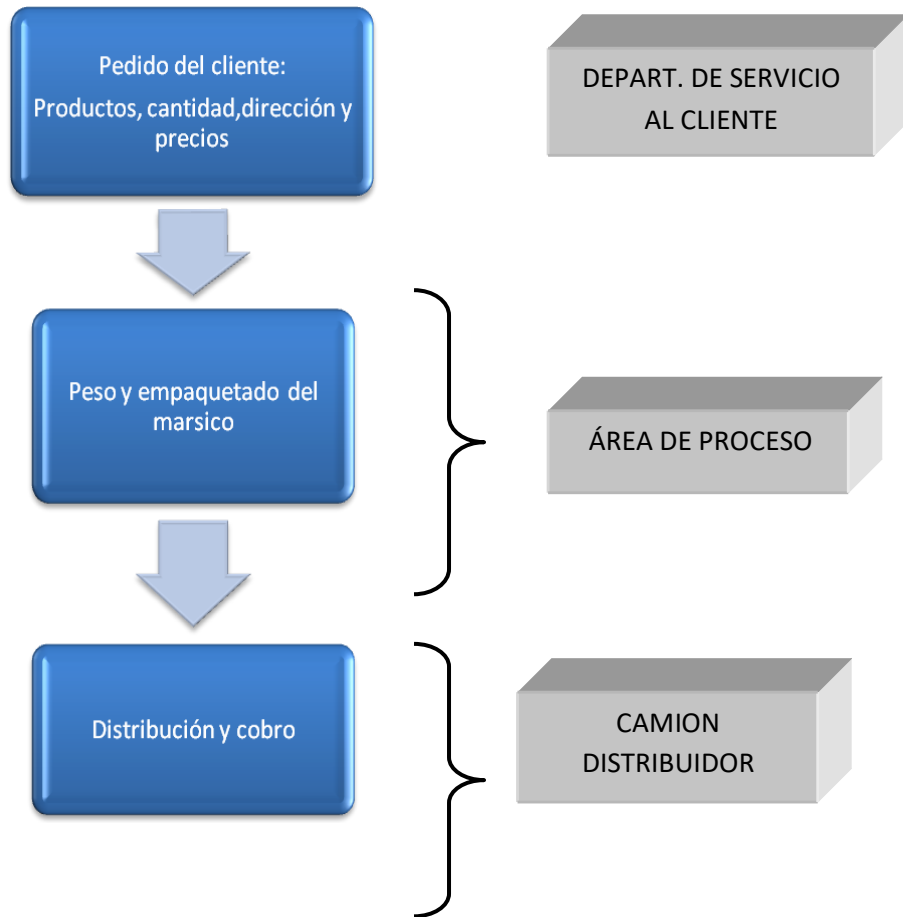 Pedido del cliente:
Productos, cantidad,dirección y
precios
DEPART. DE SERVICIO
AL CLIENTE
Peso y empaquetado del
marsico
ÁREA DE PROCESO
Distribución y cobro
CAMION
DISTRIBUIDOR